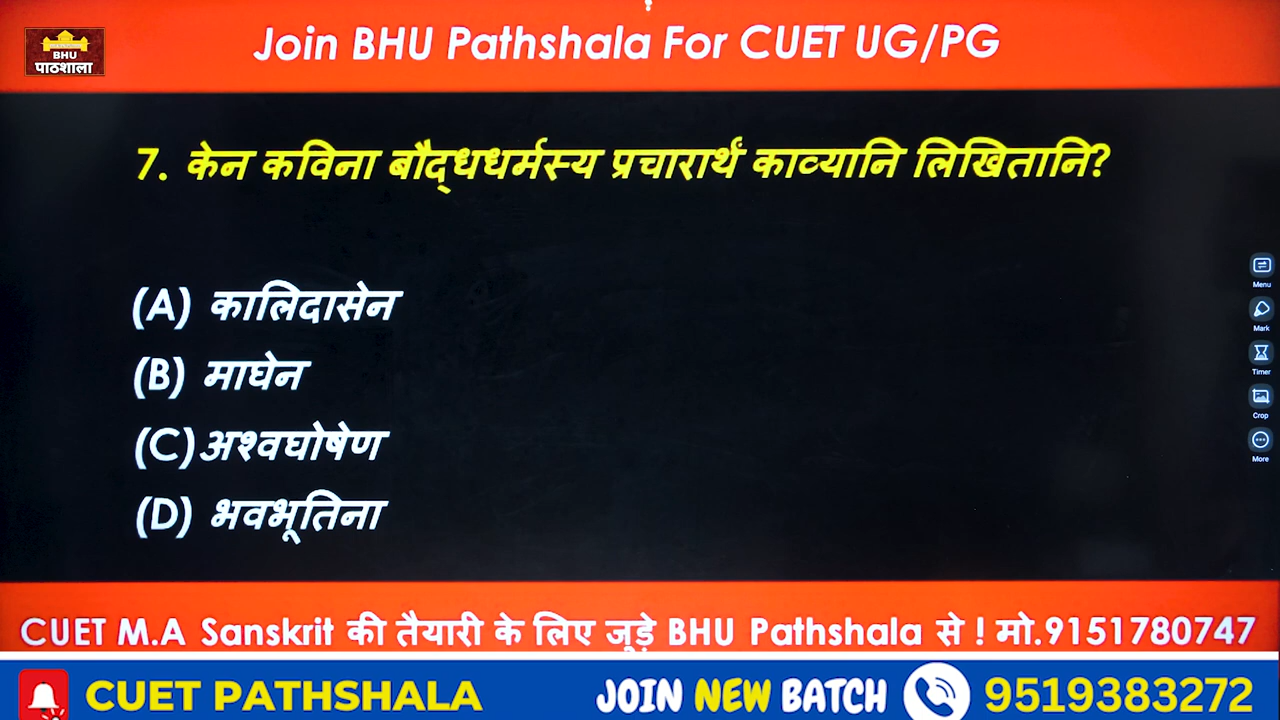 BHU
पाठशाला
Join BHU Pathshala For CUET UG/PG
7. केन कविना बौद्धधर्मस्य प्रचारार्थं काव्यानि लिखितानि?
(A) कालिदासेन
(B) माघेन
(C) अश्वघोषेण
(D) भवभूतिना
Menu
Mark
Timer
Crop
More
CUET M.A Sanskrit की तैयारी के लिए जूड़े BHU Pathshala से ! मो.9151780747
CUET PATHSHALA
JOIN NEW BATCH
9519383272